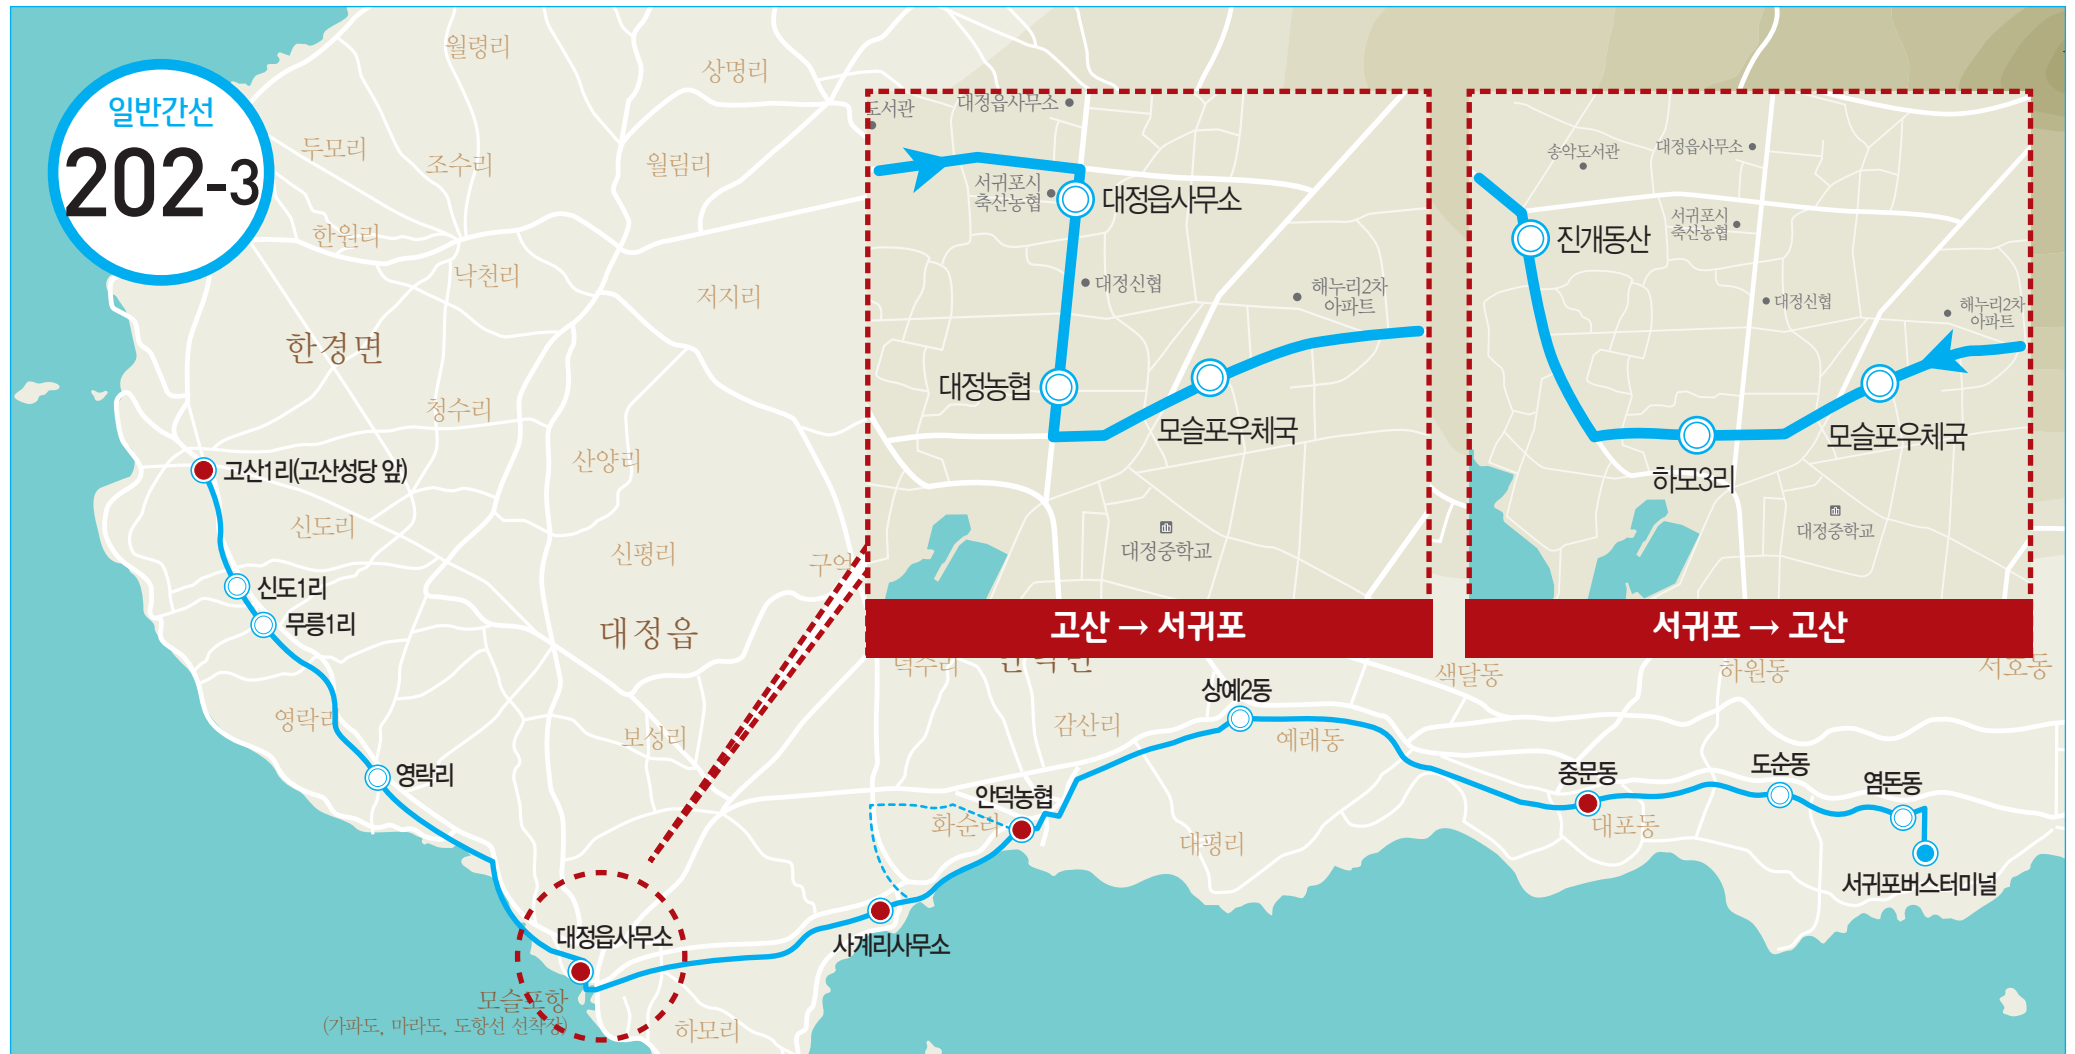 일반간선
202-3
월령리
상명리
두모리
조수리
월림리
한원리
낙천리
저지리
한경면
청수리
산양리
고산1리(고산성당 앞)
신도리
신평리
구억
신도1리
무릉1리
대정읍
영락리
보성리
영락리
대정읍사무소
모슬포항
(가파도, 마라도, 도항선 선착장)
하모리
사계리사무소
덕수리
안덕면
화순리
안덕농협
감산리
대평리
상예2동
예래동
색달동
중문동
대포동
하원동
도순동
염돈동
서호동
서귀포버스터미널
도서관
대정읍사무소
서귀포시
축산농협
대정읍사무소
대정신협
해누리2차
아파트
대정농협
모슬포우체국
대정중학교
고산 → 서귀포
송악도서관
대정읍사무소
서귀포시
축산농협
진개동산
대정신협
해누리2차
아파트
모슬포우체국
하모3리
대정중학교
서귀포 → 고산